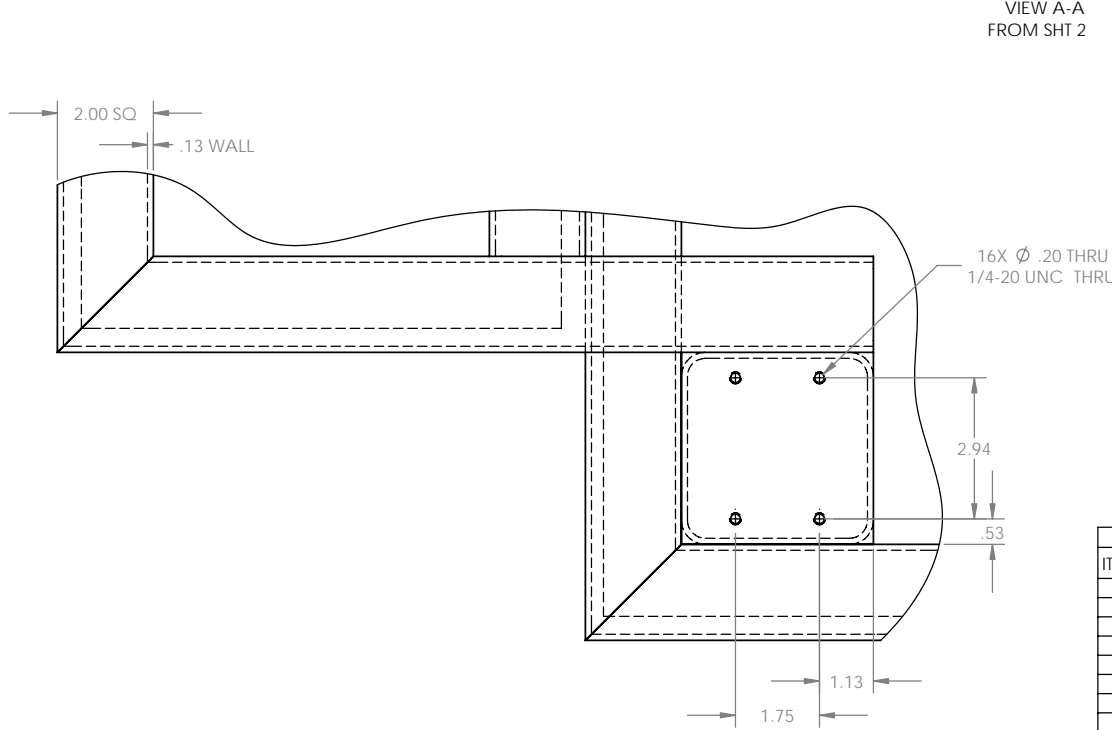 VIEW A-A
FROM SHT 2
2.00 SQ
.13 WALL
16X Ø .20 THRU
1/4-20 UNC THRU
2.94
.53
1.13
1.75